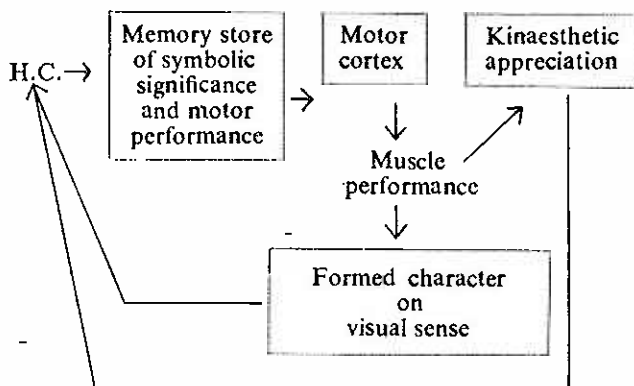 H.C.→
Memory store
of symbolic
significance
and motor
performance
Motor
cortex
Kinaesthetic
appreciation
Muscle
performance
Formed character
on
visual sense